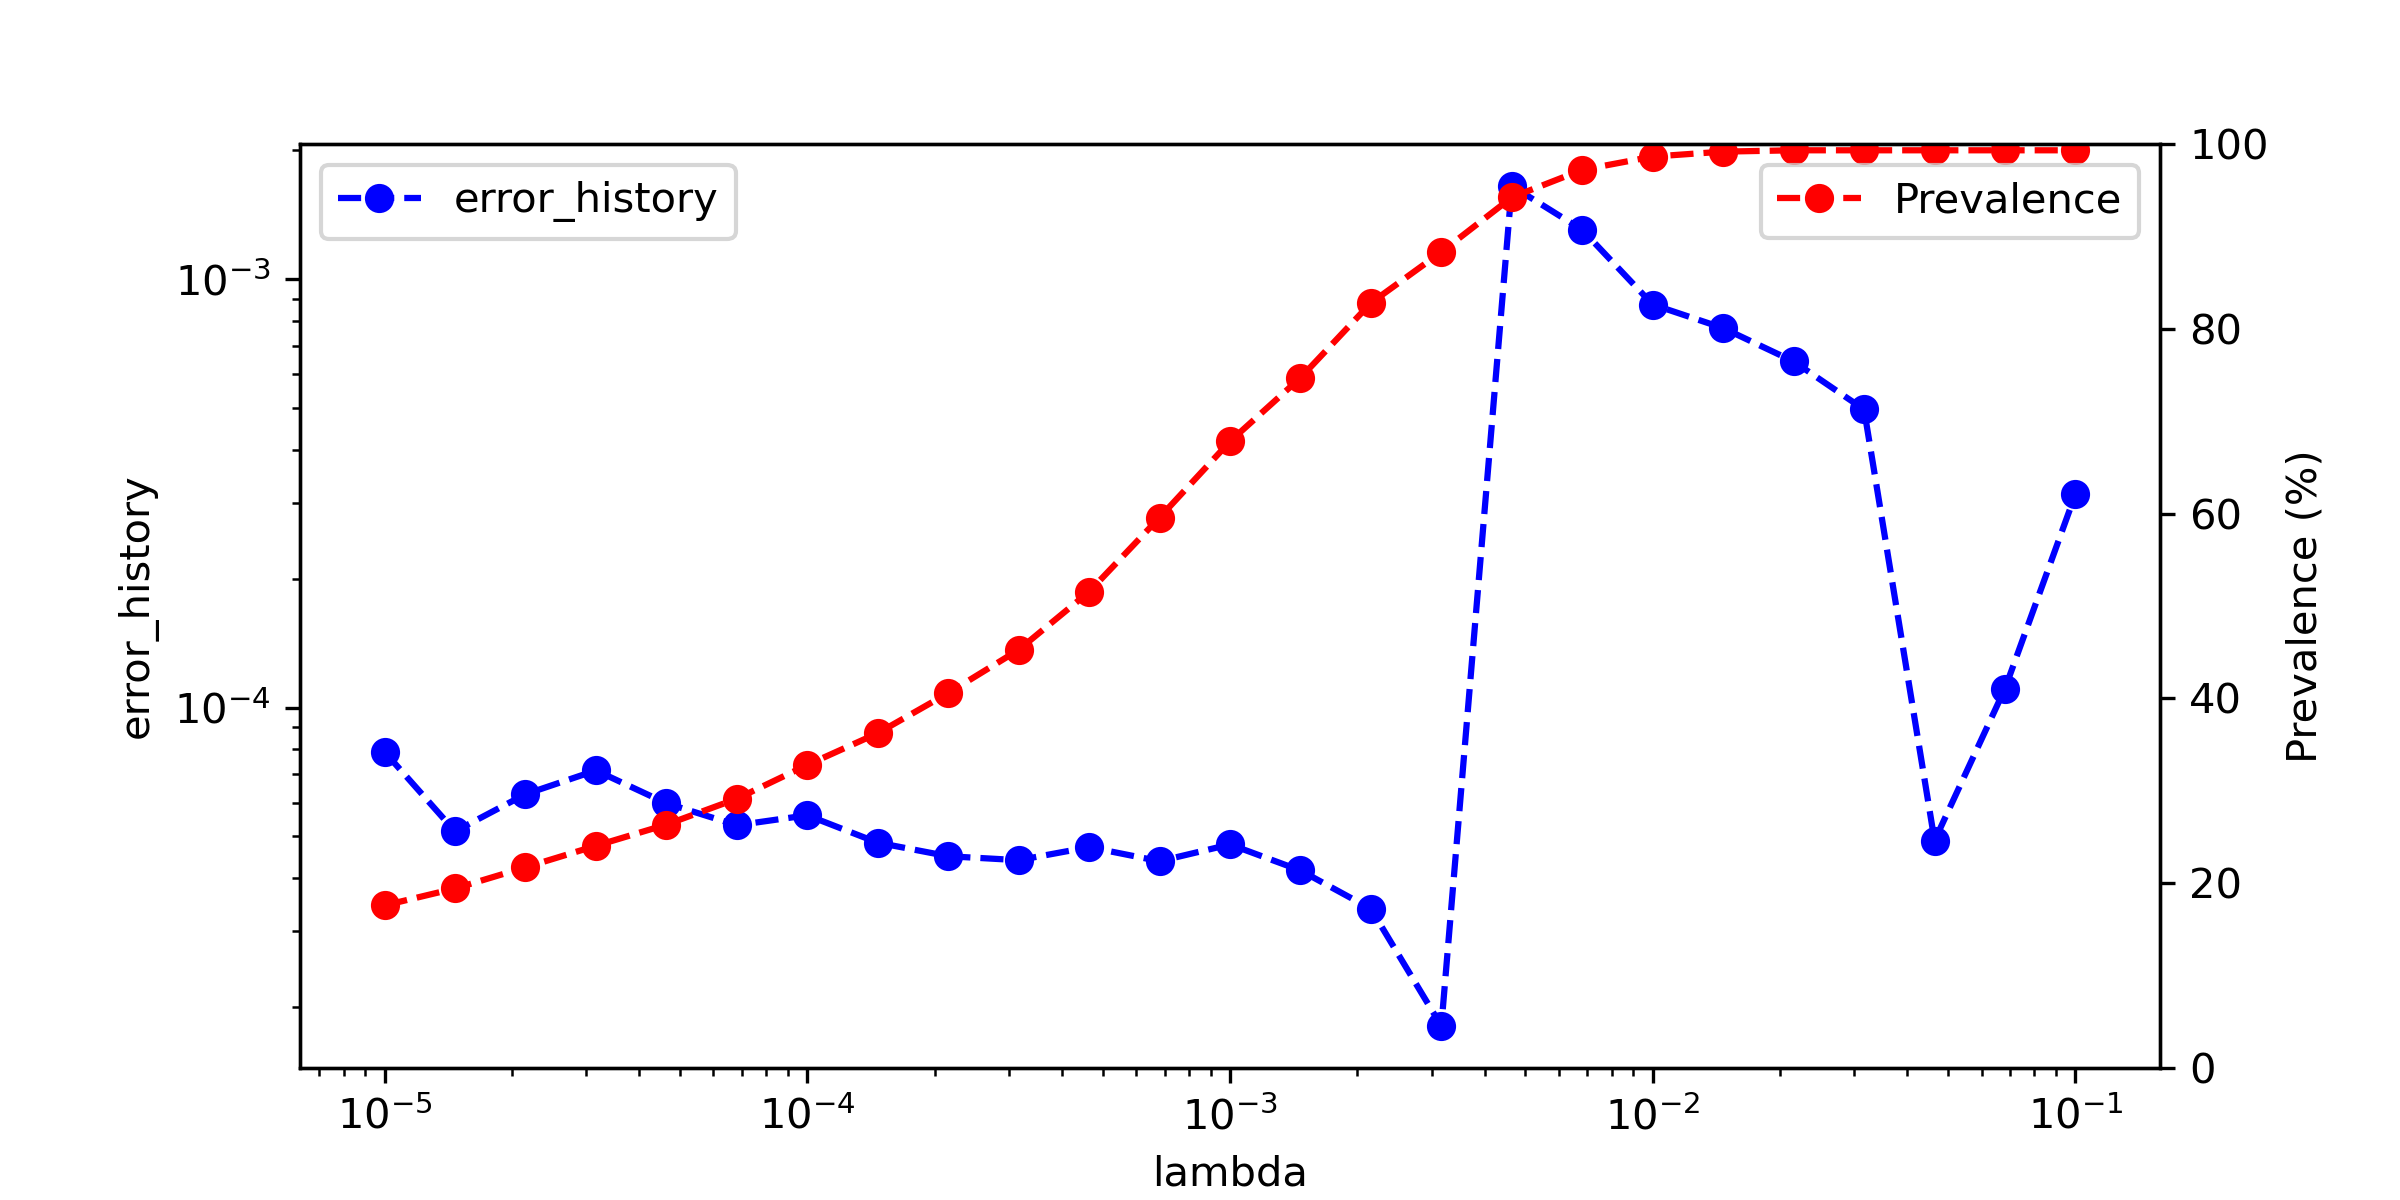 error_history
Prevalence
error_history
10⁻³
10⁻⁴
100
80
60
40
20
0
Prevalence (%)
10⁻⁵
10⁻⁴
10⁻³
10⁻²
10⁻¹
lambda